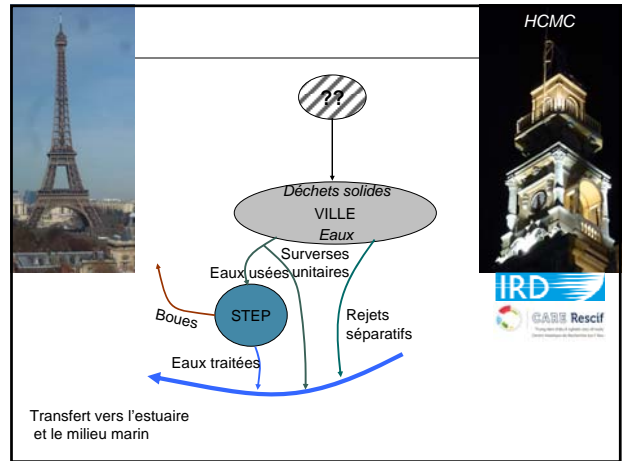 HCMC
??
Déchets solides
VILLE
Eaux
Surverses
unitaires
Eaux usées
Boues
STEP
Rejets
séparatifs
Eaux traitées
IRD
CARE Rescif
Transfert vers l'estuaire
et le milieu marin